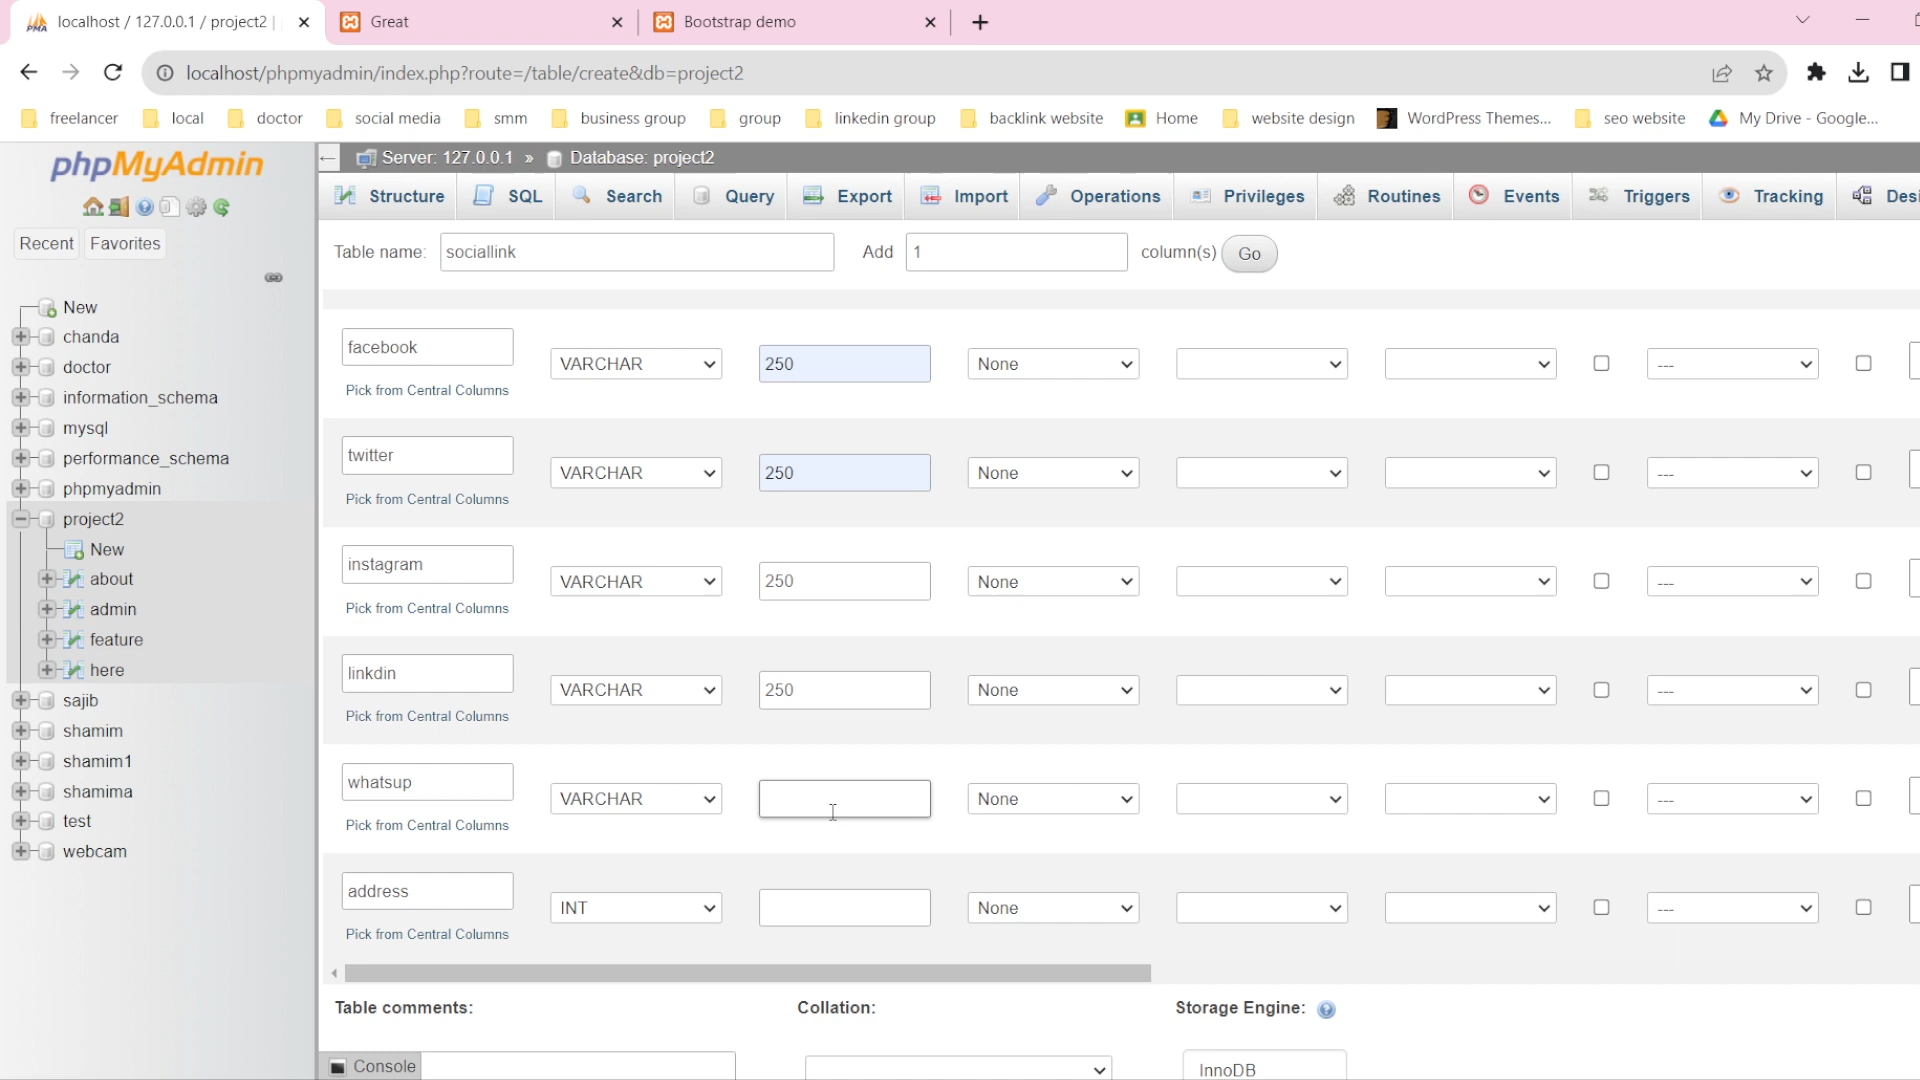 localhost / 127.0.0.1 / project2 |
Great
Bootstrap demo
localhost/phpmyadmin/index.php?route=/table/create&db=project2
freelancer
local
doctor
social media
smm
business group
group
linkedin group
backlink website
Home
website design
WordPress Themes...
seo website
My Drive - Google...
phpMyAdmin
Server: 127.0.0.1 » Database: project2
Structure
SQL
Search
Query
Export
Import
Operations
Privileges
Routines
Events
Triggers
Tracking
Desi
Recent
Favorites
Table name: sociallink Add 1 column(s) Go
New
chanda
doctor
information_schema
mysql
performance_schema
phpmyadmin
project2
New
about
admin
feature
here
sajib
shamim
shamim1
shamima
test
webcam
facebook VARCHAR 250 None ---
Pick from Central Columns
twitter VARCHAR 250 None ---
Pick from Central Columns
instagram VARCHAR 250 None ---
Pick from Central Columns
linkdin VARCHAR 250 None ---
Pick from Central Columns
whatsup VARCHAR None ---
Pick from Central Columns
address INT None ---
Pick from Central Columns
Table comments: Collation: Storage Engine:
Console
InnoDB